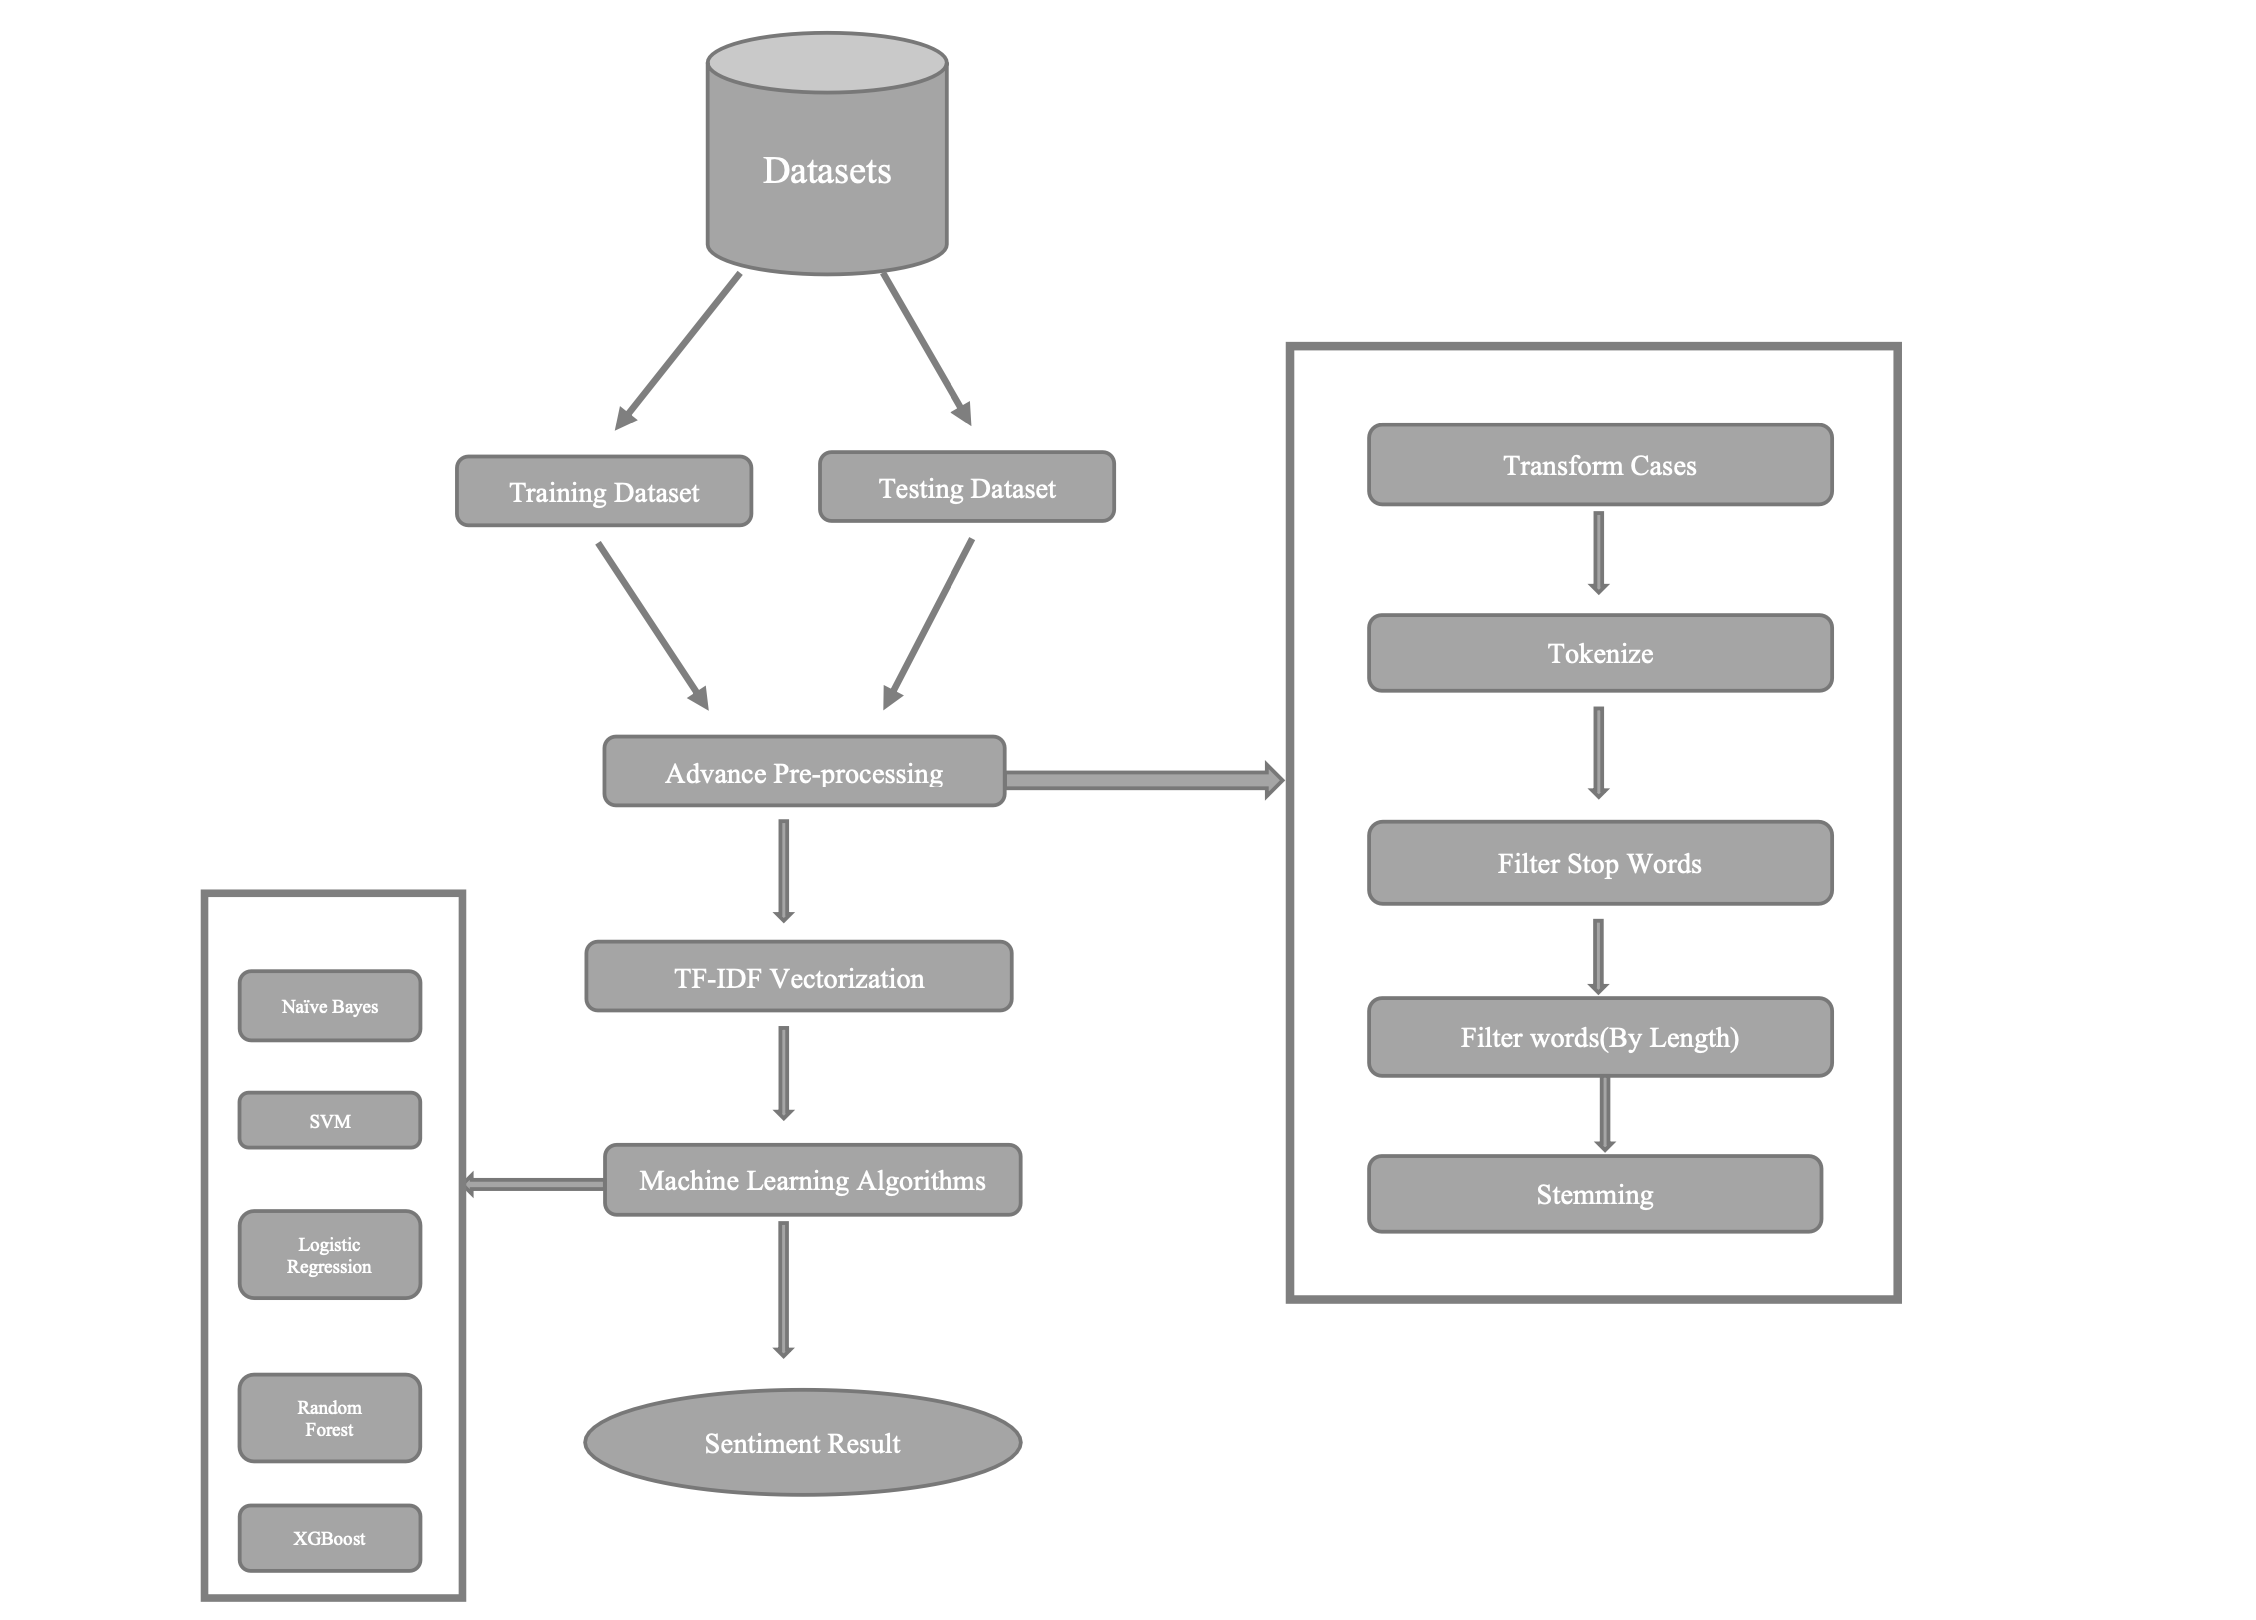 Datasets
Training Dataset
Testing Dataset
Advance Pre-processing
TF-IDF Vectorization
Machine Learning Algorithms
Sentiment Result
Transform Cases
Tokenize
Filter Stop Words
Filter words(By Length)
Stemming
Naïve Bayes
SVM
Logistic
Regression
Random
Forest
XGBoost